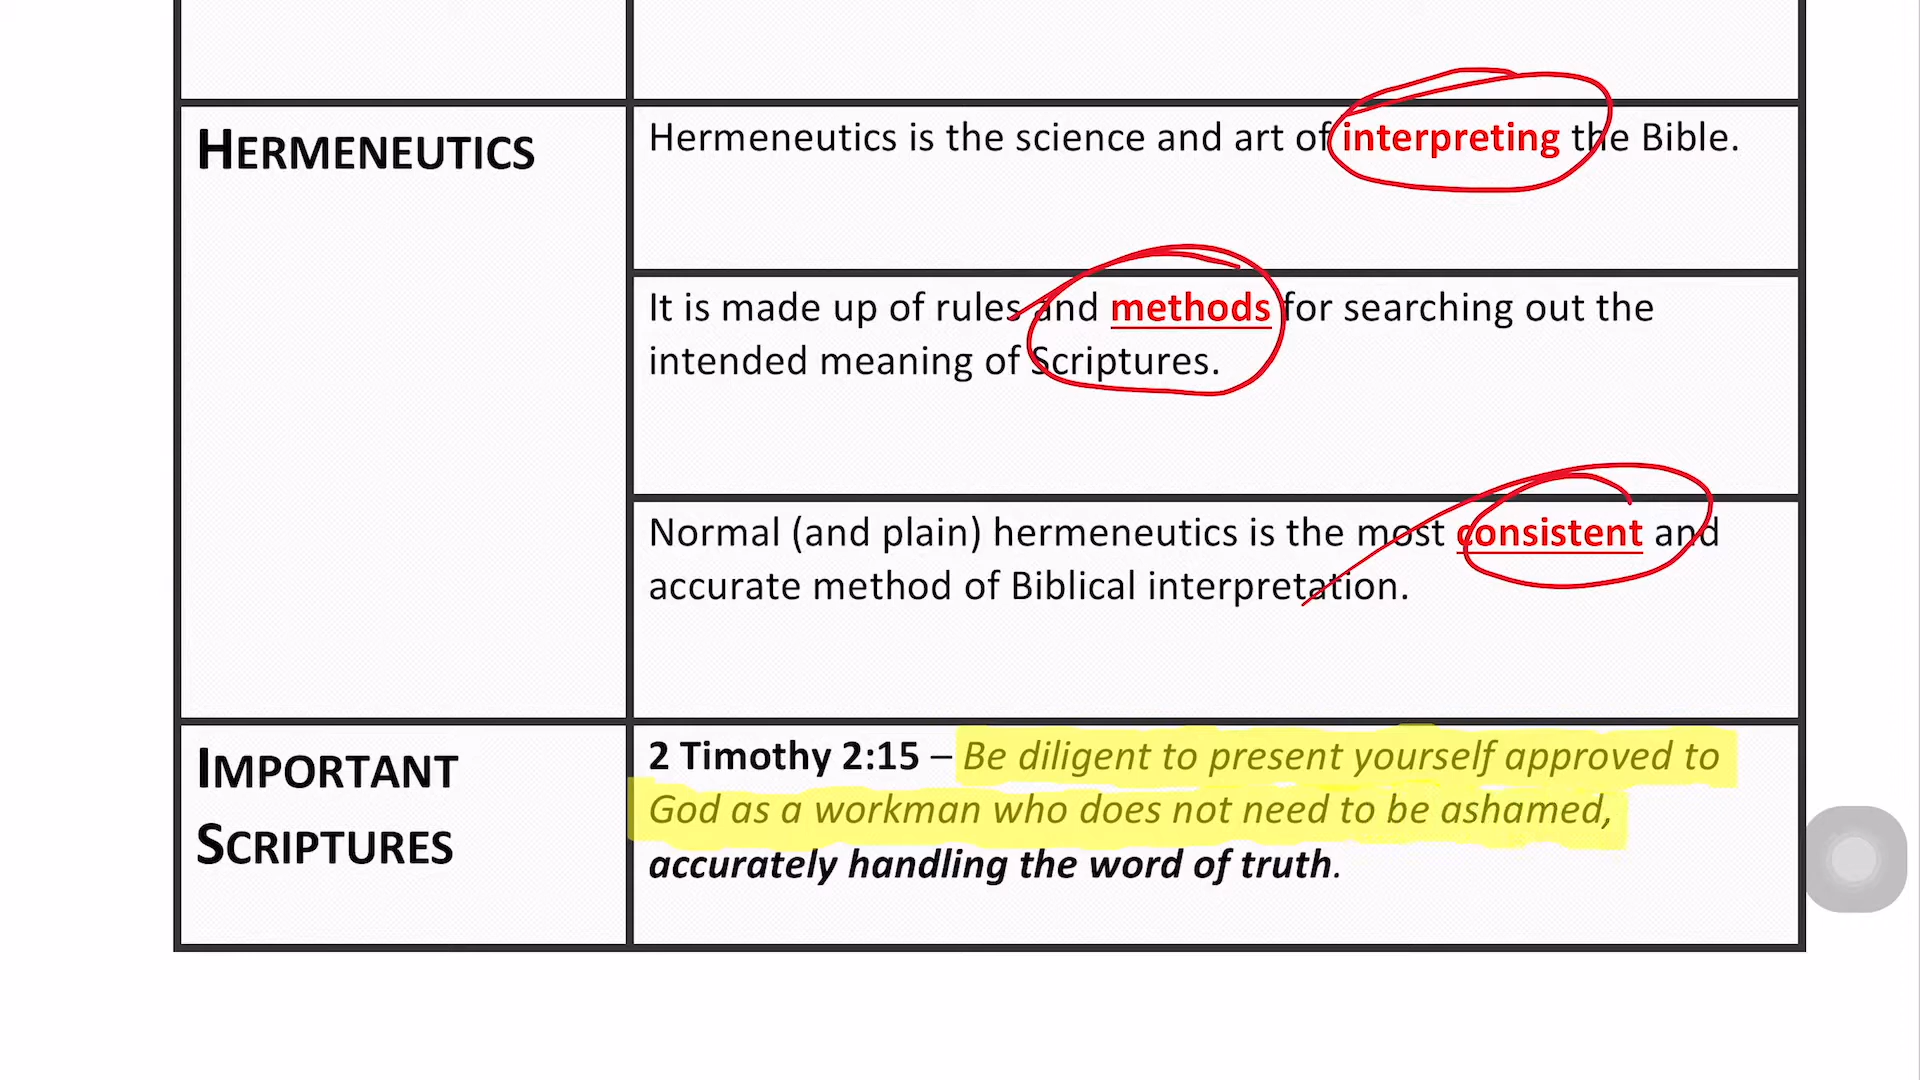 HERMENEUTICS
Hermeneutics is the science and art of interpreting the Bible.
It is made up of rules and methods for searching out the
intended meaning of Scriptures.
Normal (and plain) hermeneutics is the most consistent and
accurate method of Biblical interpretation.
IMPORTANT
SCRIPTURES
2 Timothy 2:15 – Be diligent to present yourself approved to
God as a workman who does not need to be ashamed,
accurately handling the word of truth.